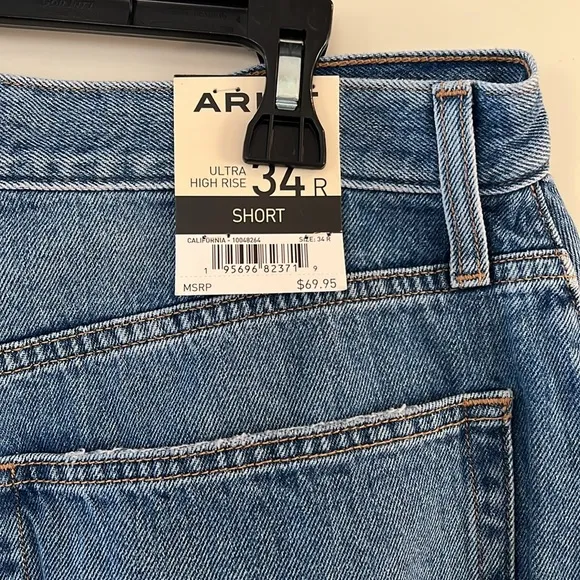 ULTRA
HIGH RISE 34 R
SHORT
CALIFORNIA - 10048264 SIZE: 34 R
1 95696 82371 9
MSRP $69.95